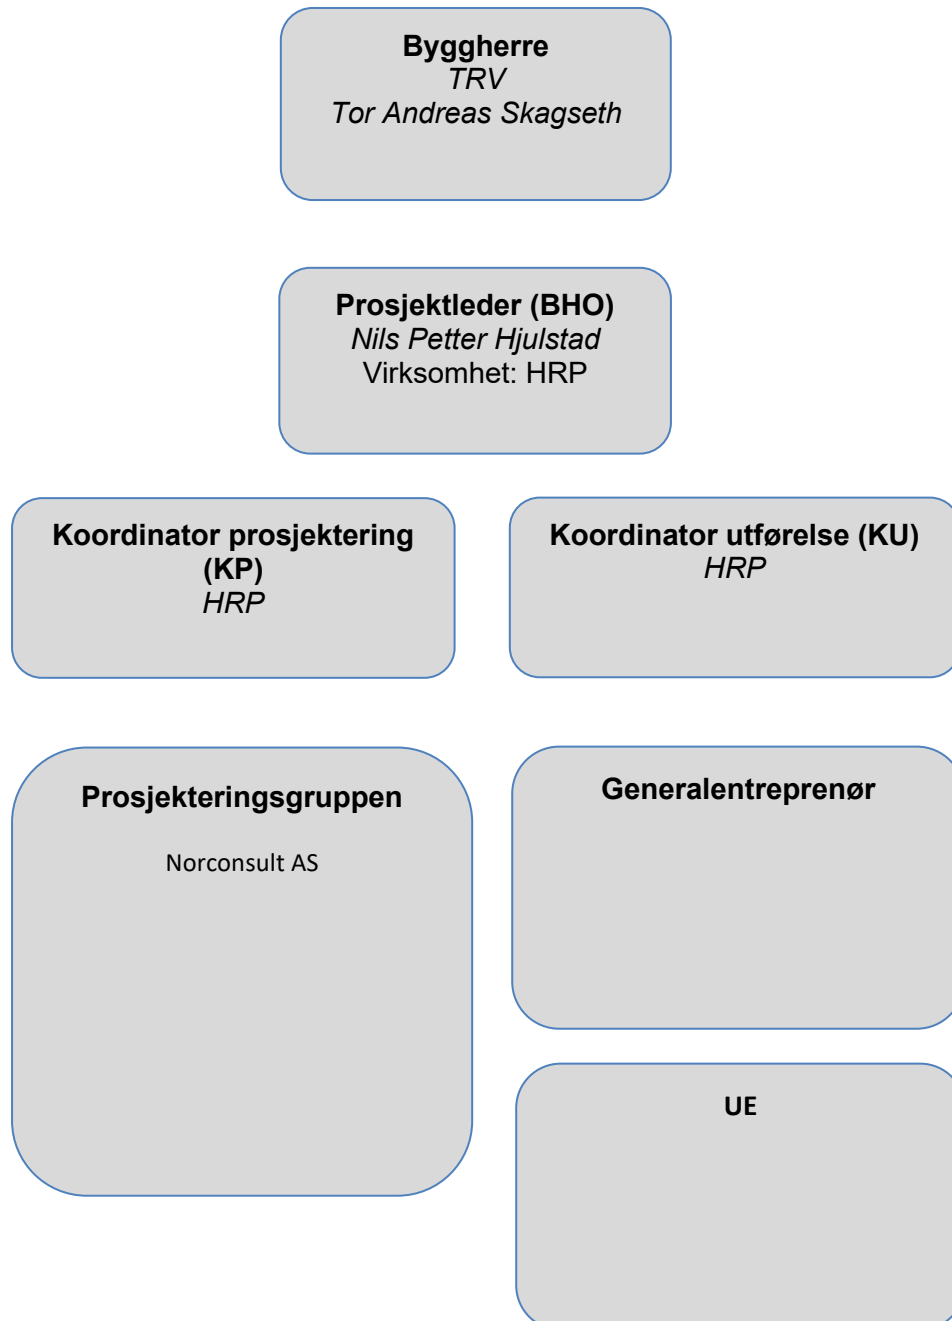 Byggherre
TRV
Tor Andreas Skagseth
Prosjektleder (BHO)
Nils Petter Hjulstad
Virksomhet: HRP
Koordinator prosjektering
(KP)
HRP
Koordinator utførelse (KU)
HRP
Prosjekteringsgruppen
Norconsult AS
Generalentreprenør
UE